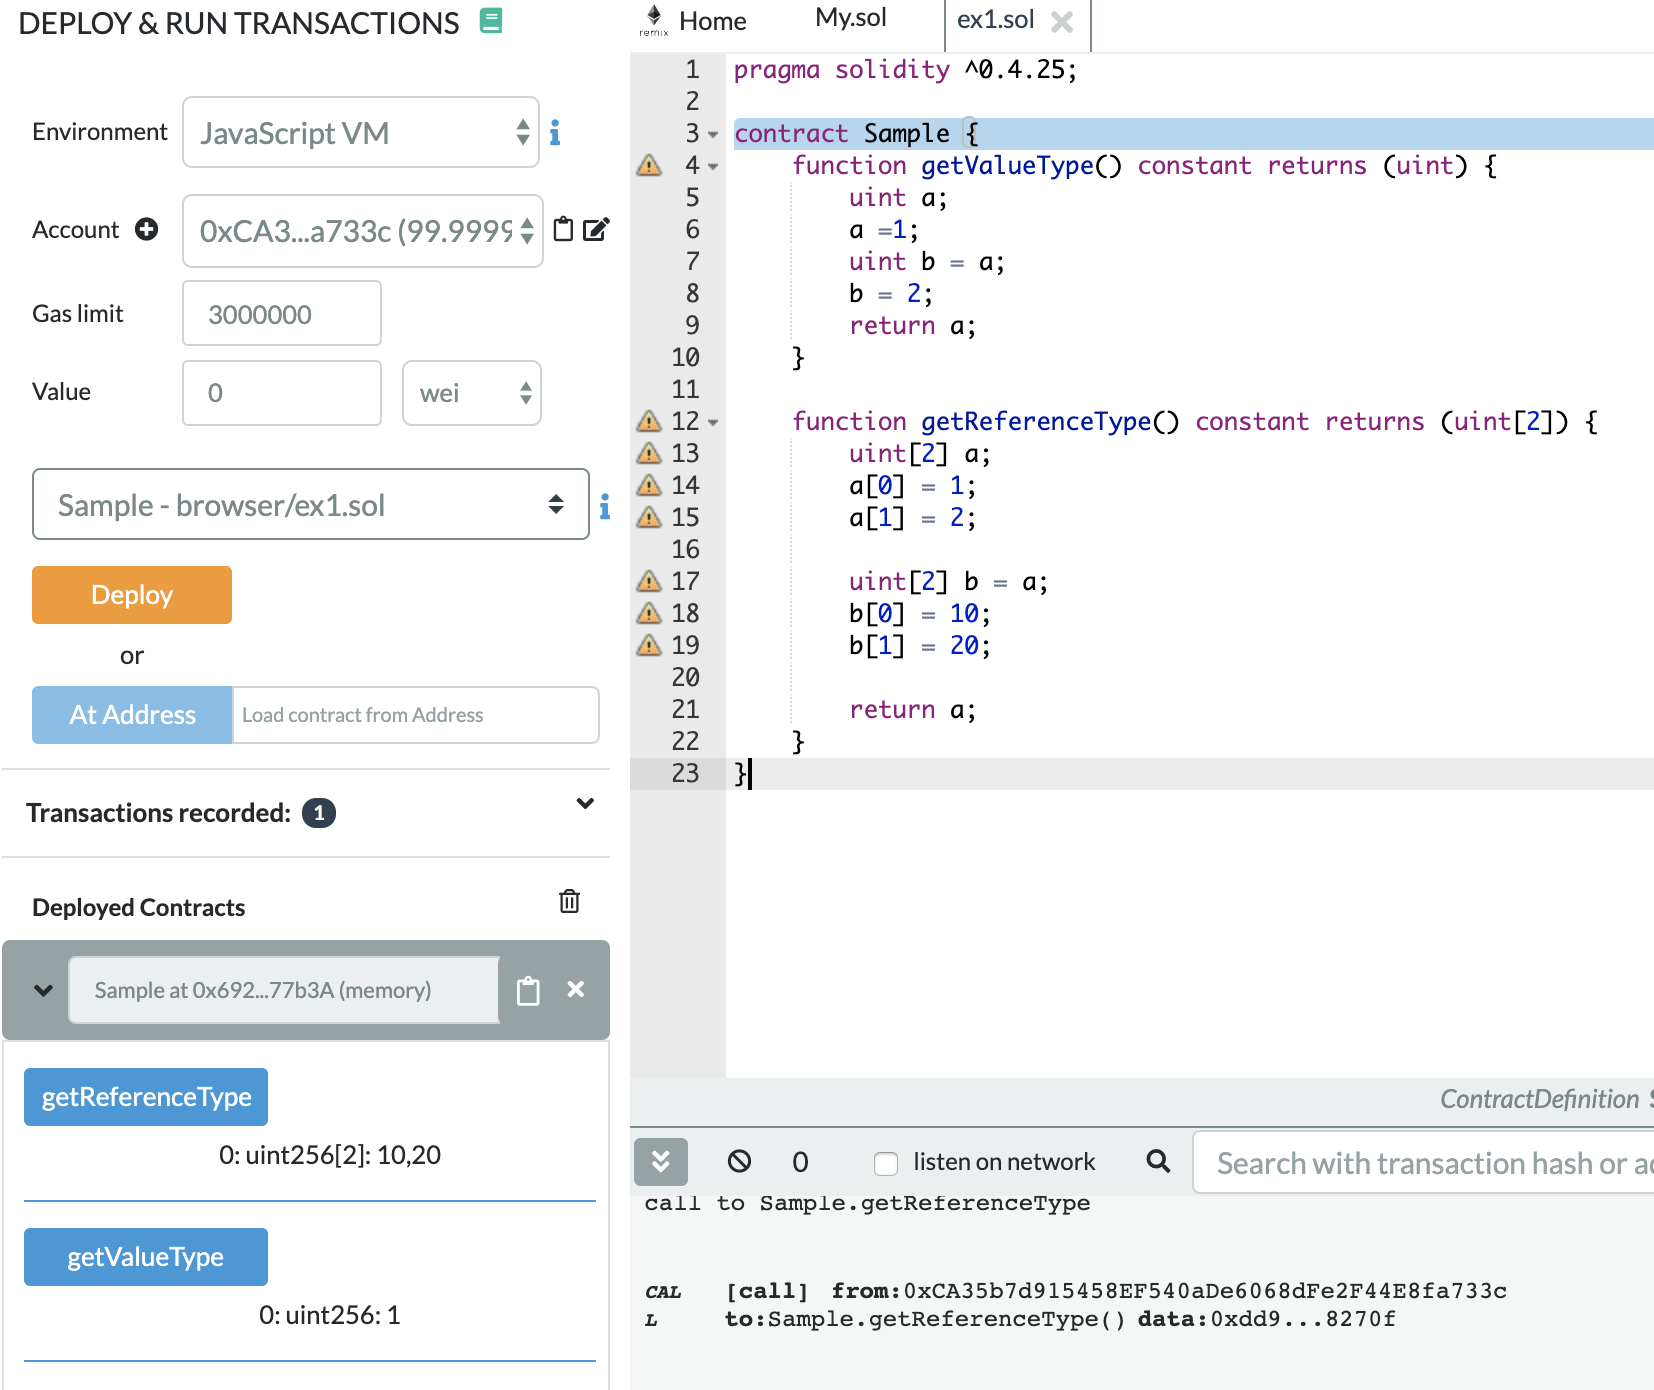 DEPLOY & RUN TRANSACTIONS
Environment
JavaScript VM
Account
0xCA3...a733c (99.9999
Gas limit
3000000
Value
0
wei
Sample - browser/ex1.sol
Deploy
or
At Address
Load contract from Address
Transactions recorded: 1
Deployed Contracts
Sample at 0x692...77b3A (memory)
getReferenceType
0: uint256[2]: 10,20
getValueType
0: uint256: 1
remix
Home
My.sol
ex1.sol
1 pragma solidity ^0.4.25;
2
3 contract Sample {
4 function getValueType() constant returns (uint) {
5 uint a;
6 a =1;
7 uint b = a;
8 b = 2;
9 return a;
10 }
11
12 function getReferenceType() constant returns (uint[2]) {
13 uint[2] a;
14 a[0] = 1;
15 a[1] = 2;
16
17 uint[2] b = a;
18 b[0] = 10;
19 b[1] = 20;
20
21 return a;
22 }
23 }
ContractDefinition
0
listen on network
Search with transaction hash or
call to Sample.getReferenceType
CAL [call] from:0xCA35b7d915458EF540aDe6068dFe2F44E8fa733c
L to:Sample.getReferenceType() data:0xdd9...8270f